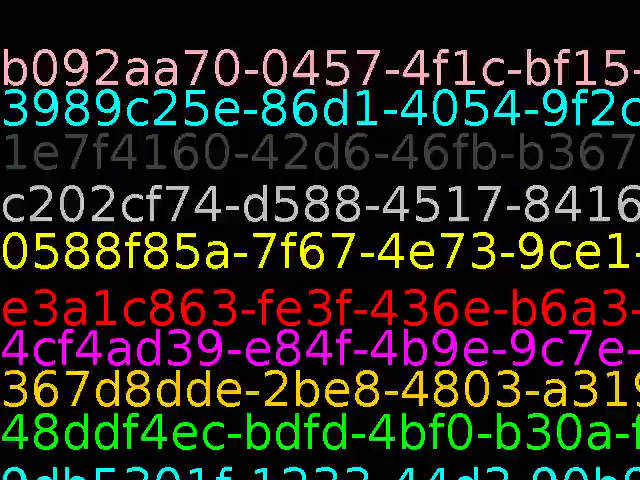 b092aa70-0457-4f1c-bf15-
3989c25e-86d1-4054-9f2c
1e7f4160-42d6-46fb-b367
c202cf74-d588-4517-8416
0588f85a-7f67-4e73-9ce1-
e3a1c863-fe3f-436e-b6a3-
4cf4ad39-e84f-4b9e-9c7e-
367d8dde-2be8-4803-a319
48ddf4ec-bdfd-4bf0-b30a-f